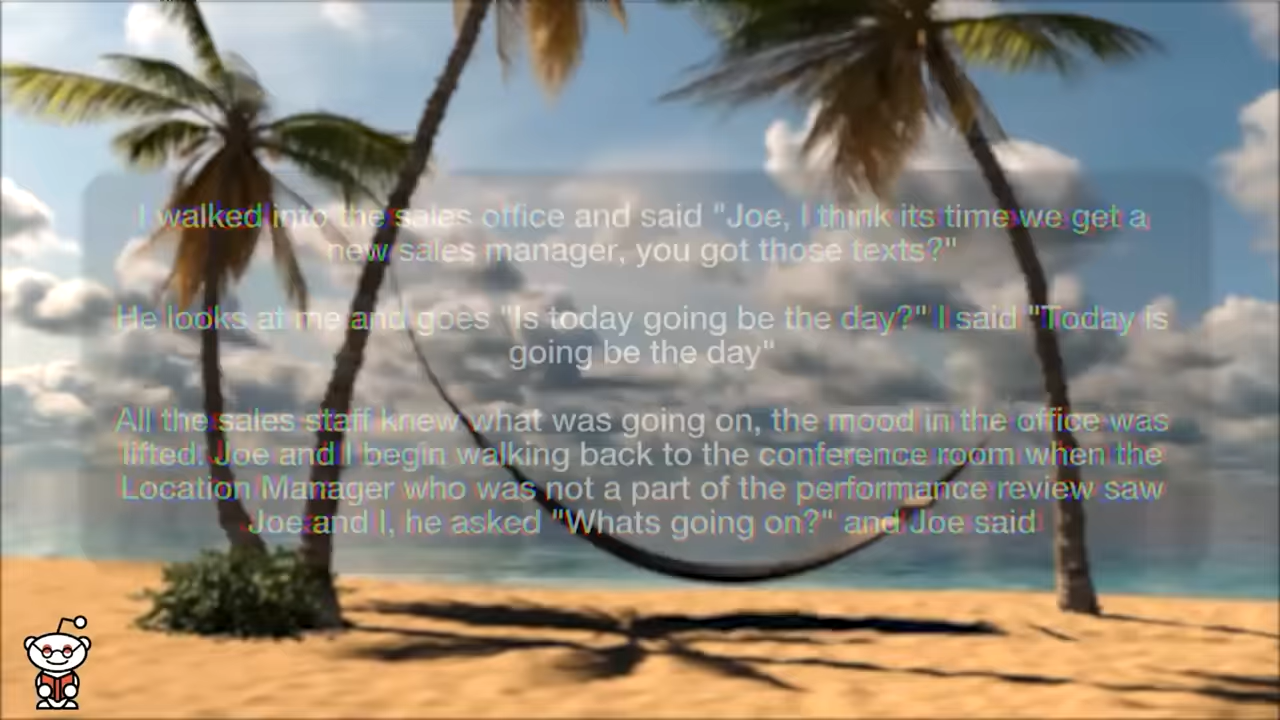 I walked into the sales office and said "Joe, I think its time we get a
new sales manager, you got those texts?"
He looks at me and goes "Is today going be the day?" I said "Today is
going be the day"
All the sales staff knew what was going on, the mood in the office was
lifted. Joe and I begin walking back to the conference room when the
Location Manager who was not a part of the performance review saw
Joe and I, he asked "Whats going on?" and Joe said